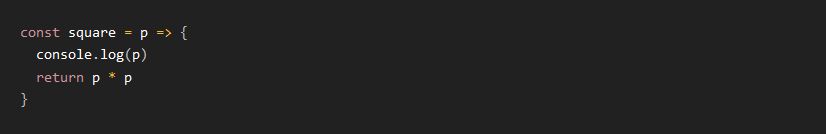 const square = p => {
  console.log(p)
  return p * p
}